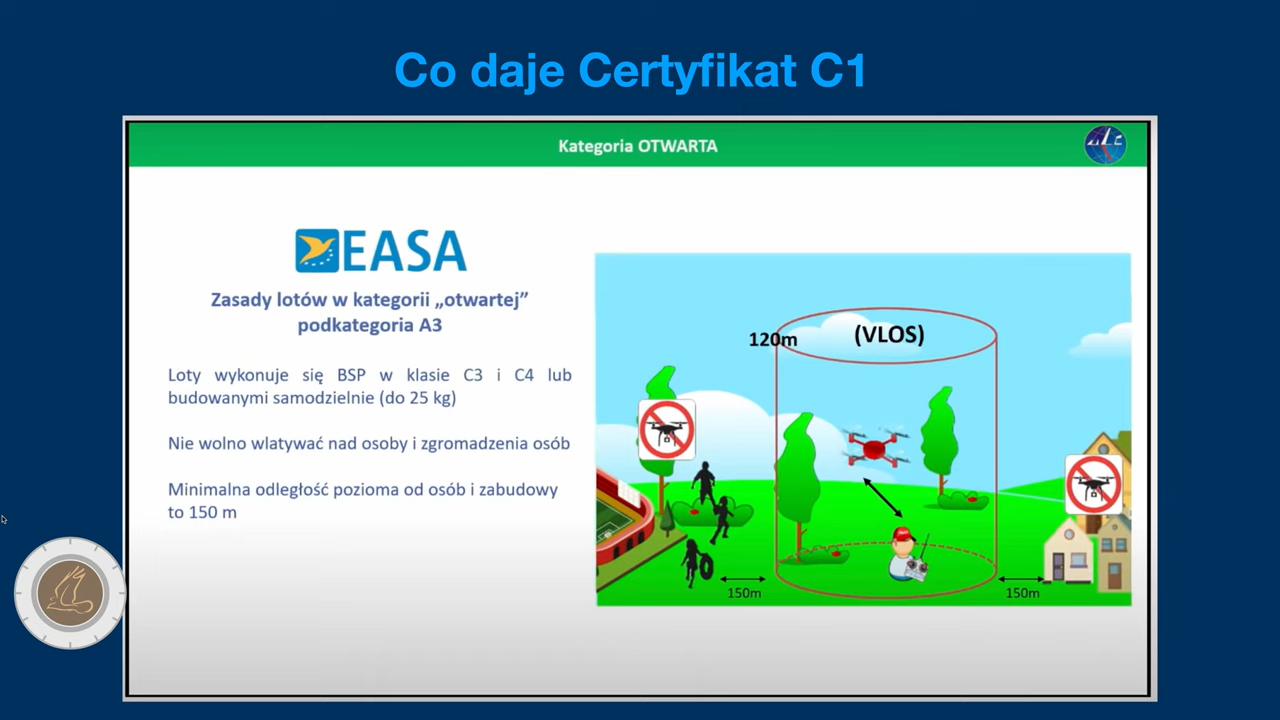 Co daje Certyfikat C1
Kategoria OTWARTA
EASA
Zasady lotów w kategorii „otwartej”
podkategoria A3
Loty wykonuje się BSP w klasie C3 i C4 lub
budowanymi samodzielnie (do 25 kg)
Nie wolno wlatywać nad osoby i zgromadzenia osób
Minimalna odległość pozioma od osób i zabudowy
to 150 m
120m
(VLOS)
150m
150m